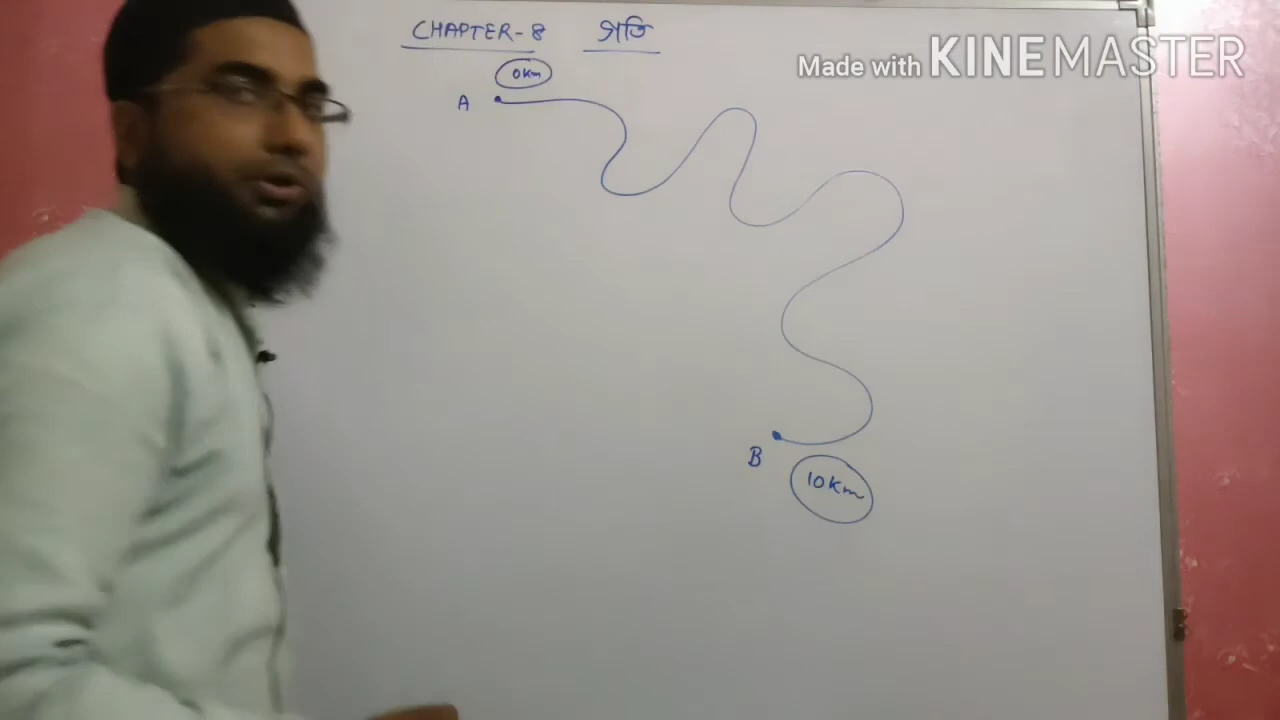 CHAPTER-8 গতি
Made with KINEMASTER
0km
A
B
10km